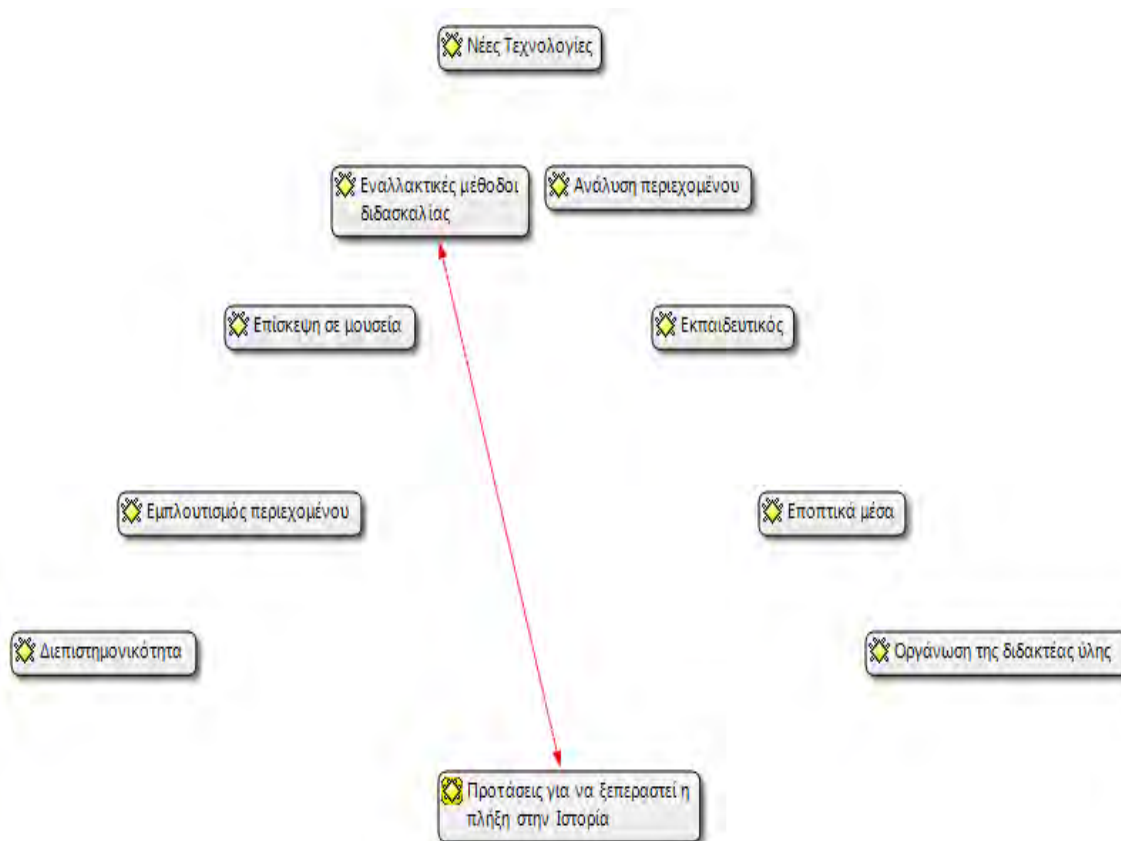 Νέες Τεχνολογίες
Εναλλακτικές μέθοδοι
διδασκαλίας
Ανάλυση περιεχομένου
Επίσκεψη σε μουσεία
Εκπαιδευτικός
Εμπλουτισμός περιεχομένου
Εποπτικά μέσα
Διεπιστημονικότητα
Οργάνωση της διδακτέας ύλης
Προτάσεις για να ξεπεραστεί η
πλήξη στην Ιστορία